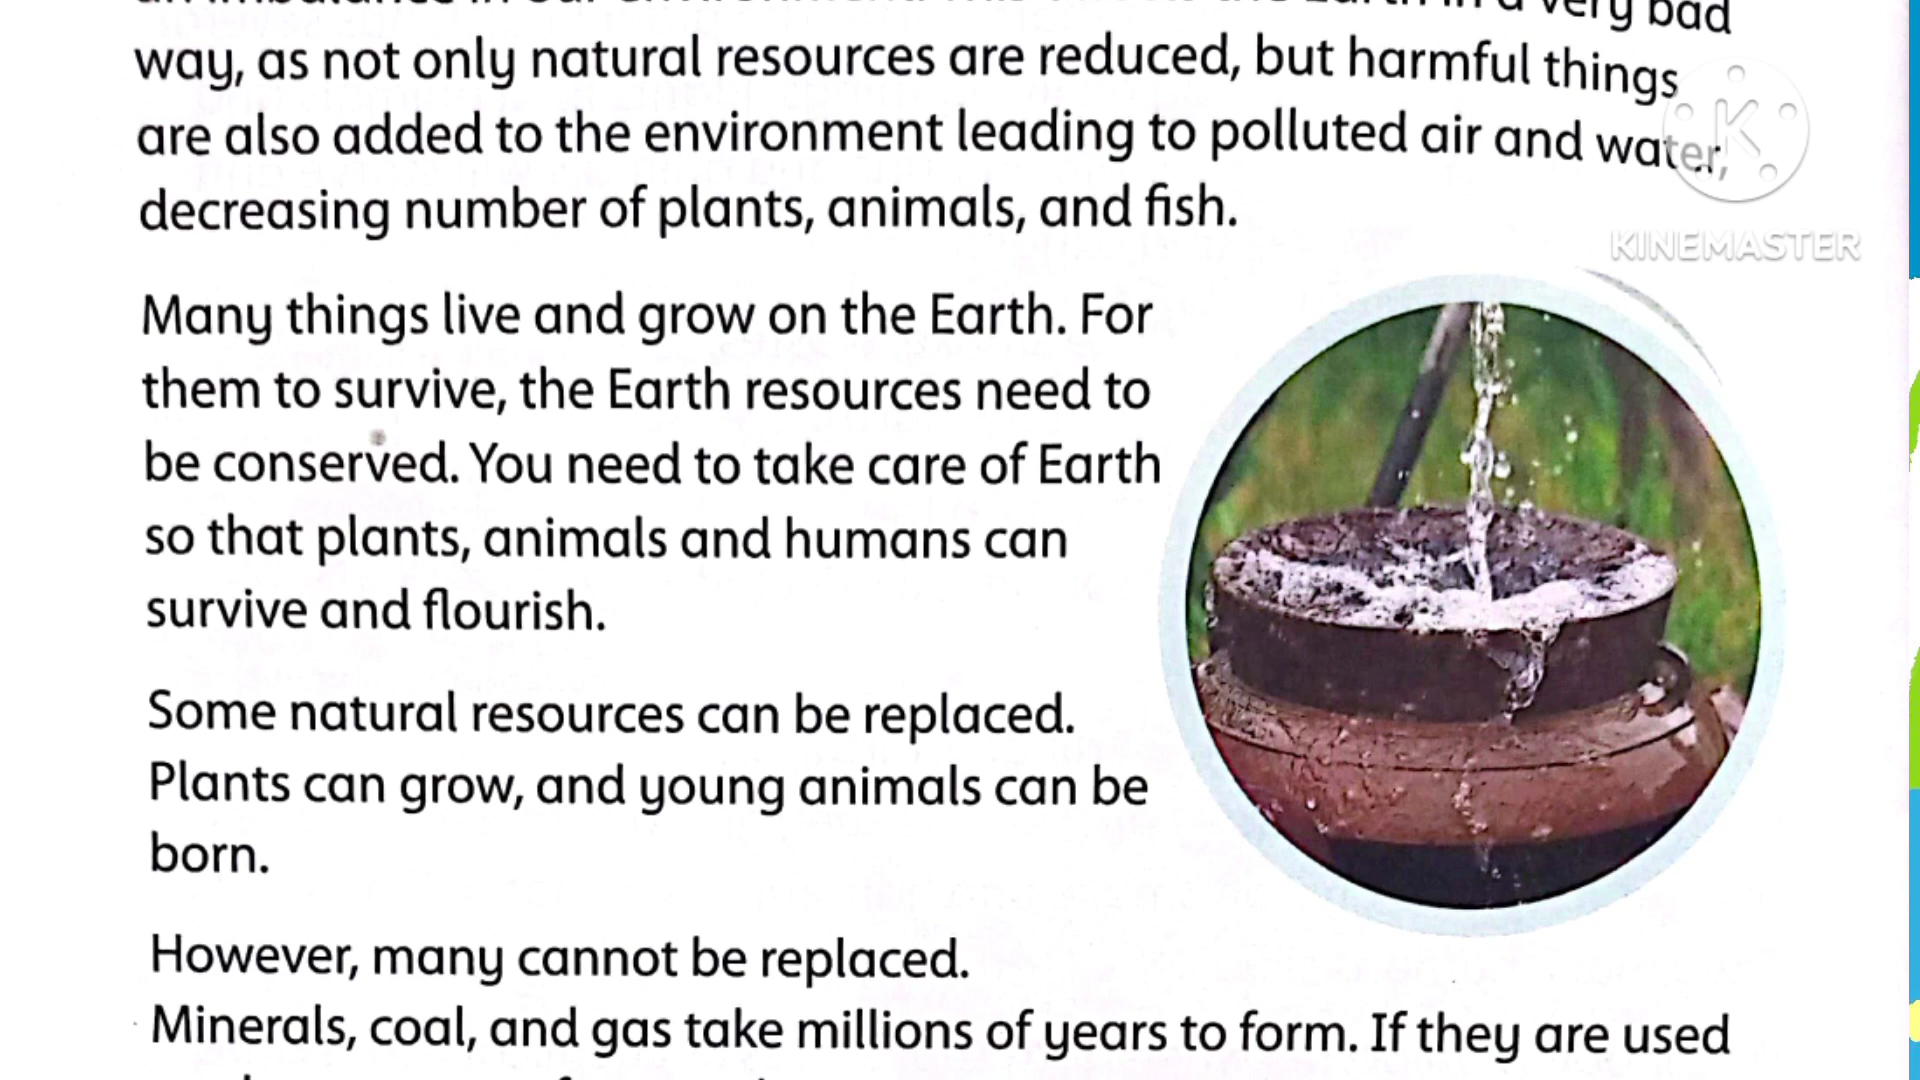 very bad
way, as not only natural resources are reduced, but harmful things
are also added to the environment leading to polluted air and water,
decreasing number of plants, animals, and fish.
KINEMASTER
Many things live and grow on the Earth. For
them to survive, the Earth resources need to
be conserved. You need to take care of Earth
so that plants, animals and humans can
survive and flourish.
Some natural resources can be replaced.
Plants can grow, and young animals can be
born.
However, many cannot be replaced.
Minerals, coal, and gas take millions of years to form. If they are used